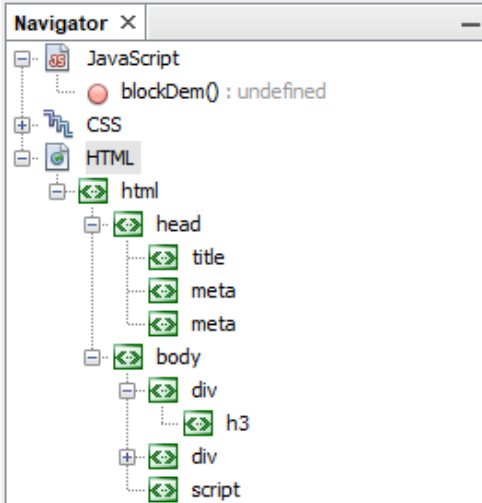 Navigator ×
JavaScript
blockDem() : undefined
CSS
HTML
html
head
title
meta
meta
body
div
h3
div
script